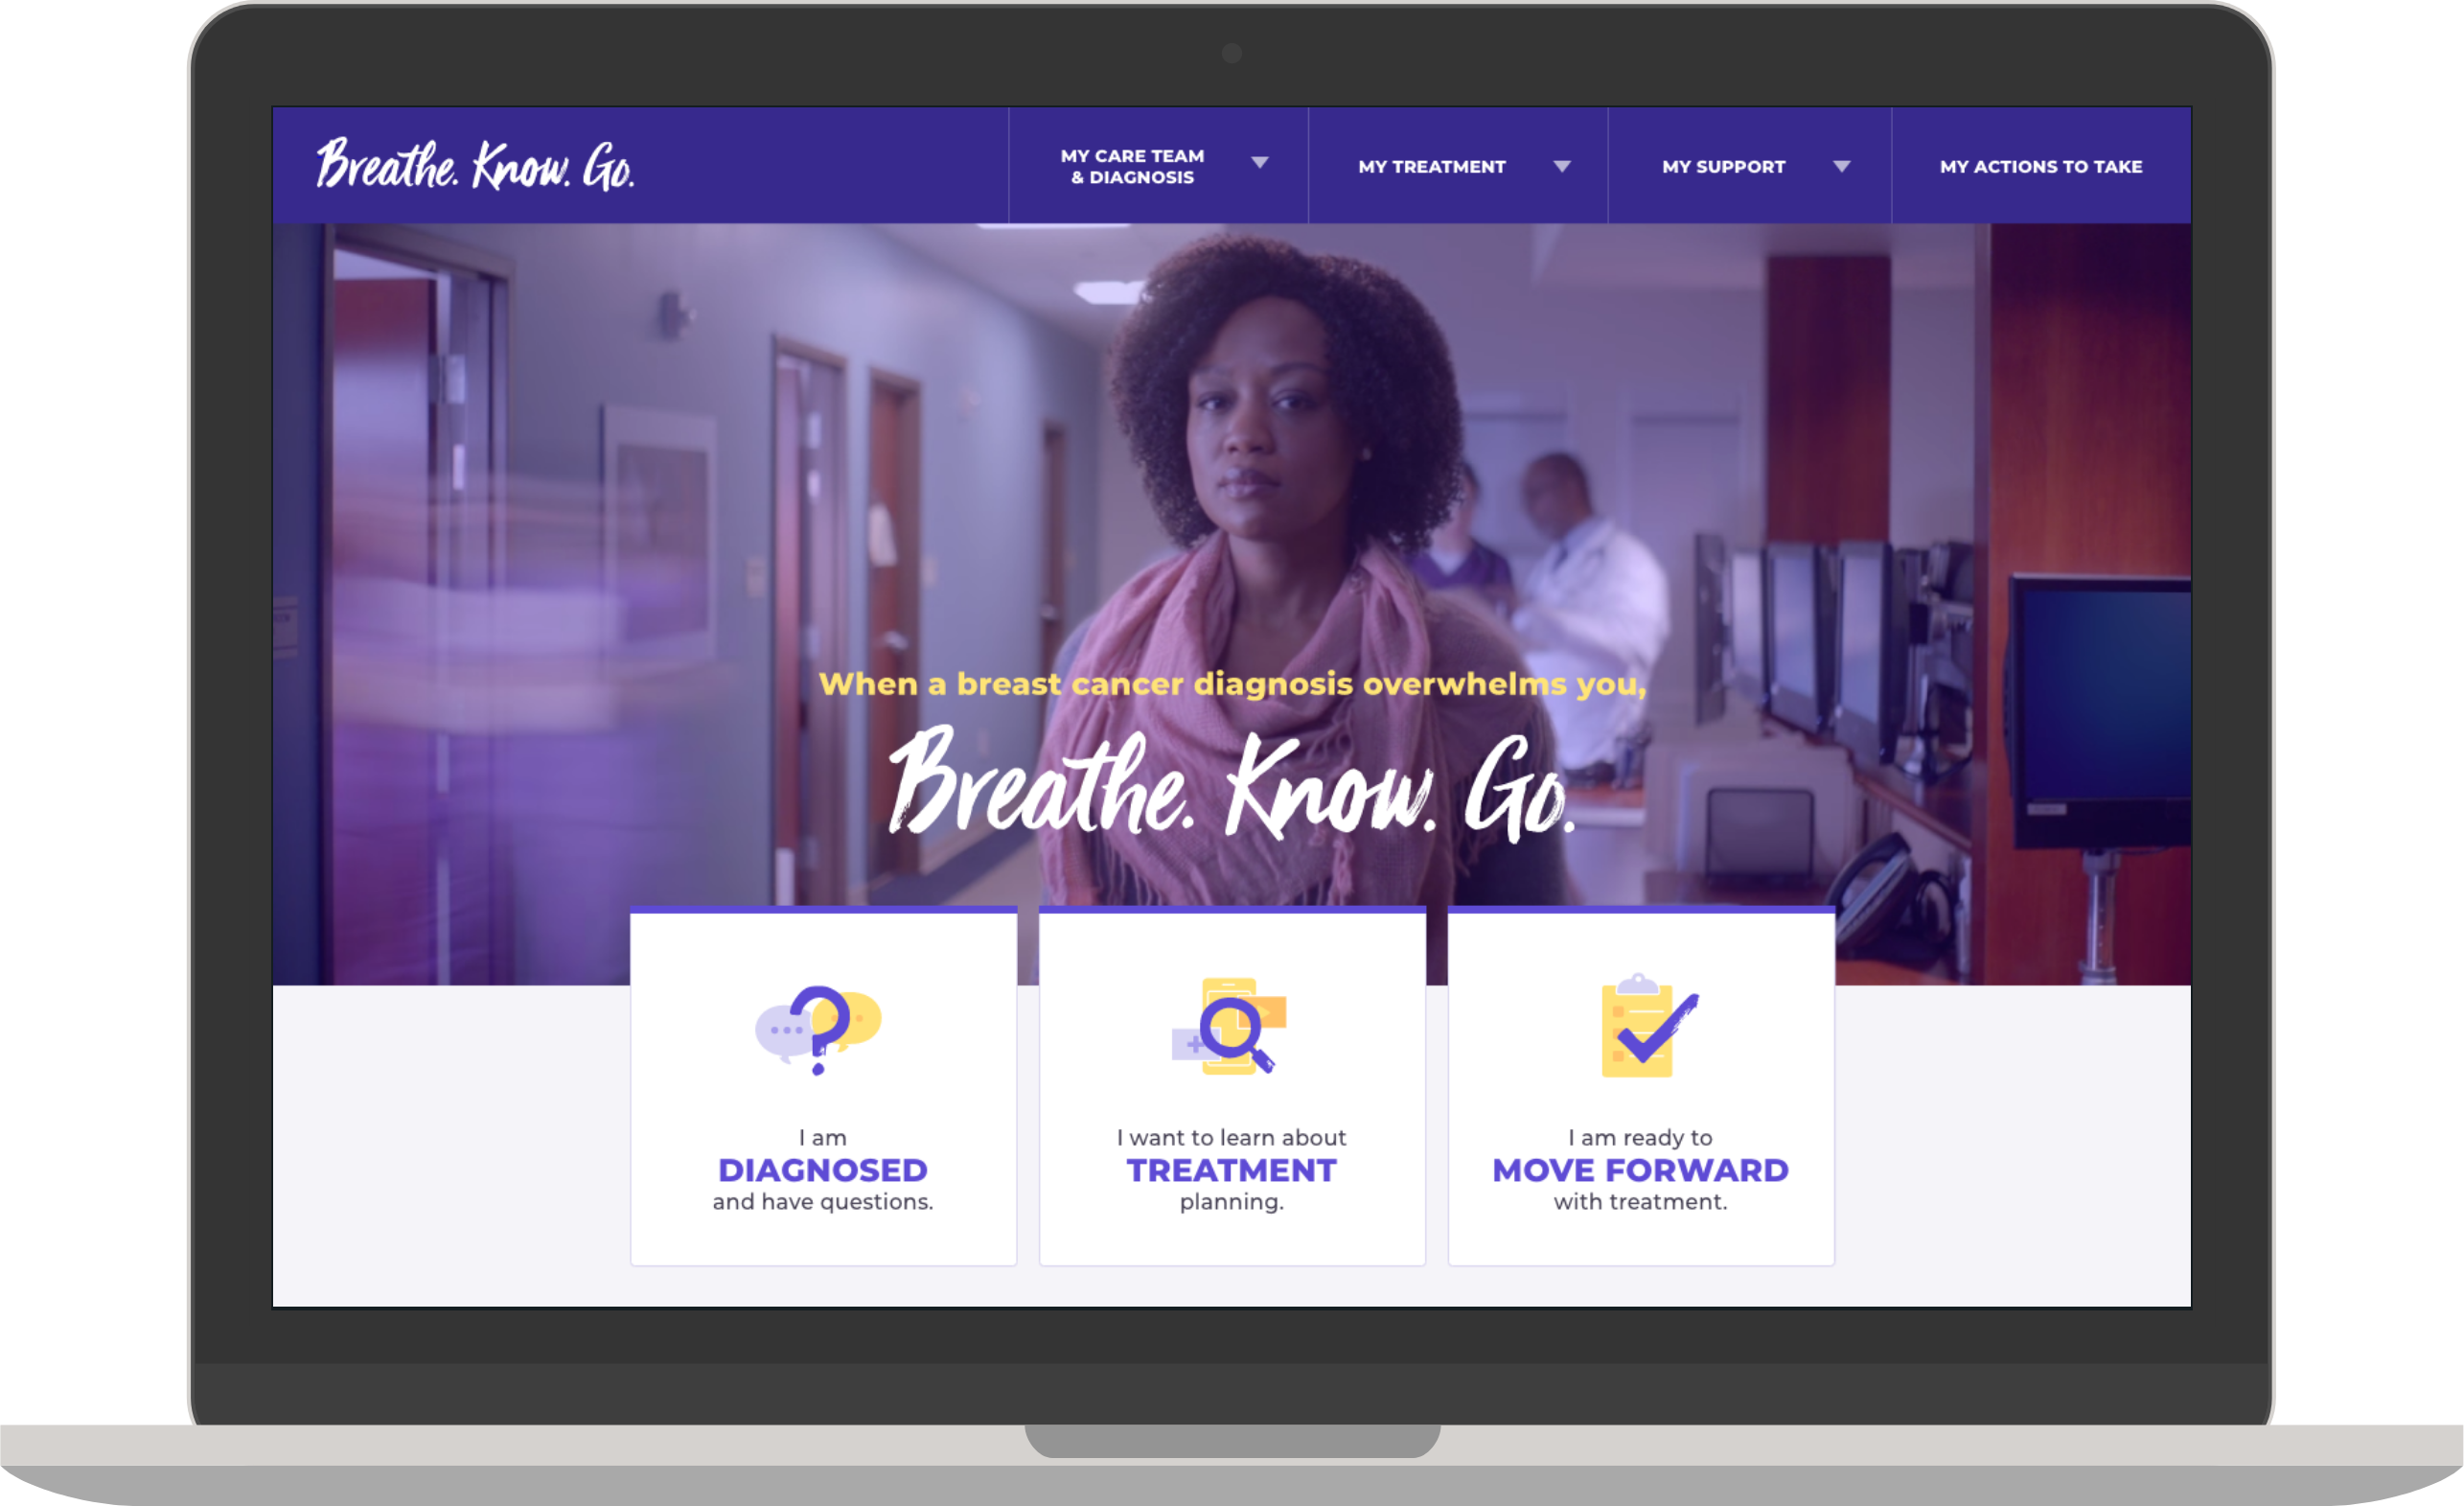 Breathe. Know. Go.
MY CARE TEAM
& DIAGNOSIS
MY TREATMENT
MY SUPPORT
MY ACTIONS TO TAKE
When a breast cancer diagnosis overwhelms you,
Breathe. Know. Go.
I am
DIAGNOSED
and have questions.
I want to learn about
TREATMENT
planning.
I am ready to
MOVE FORWARD
with treatment.